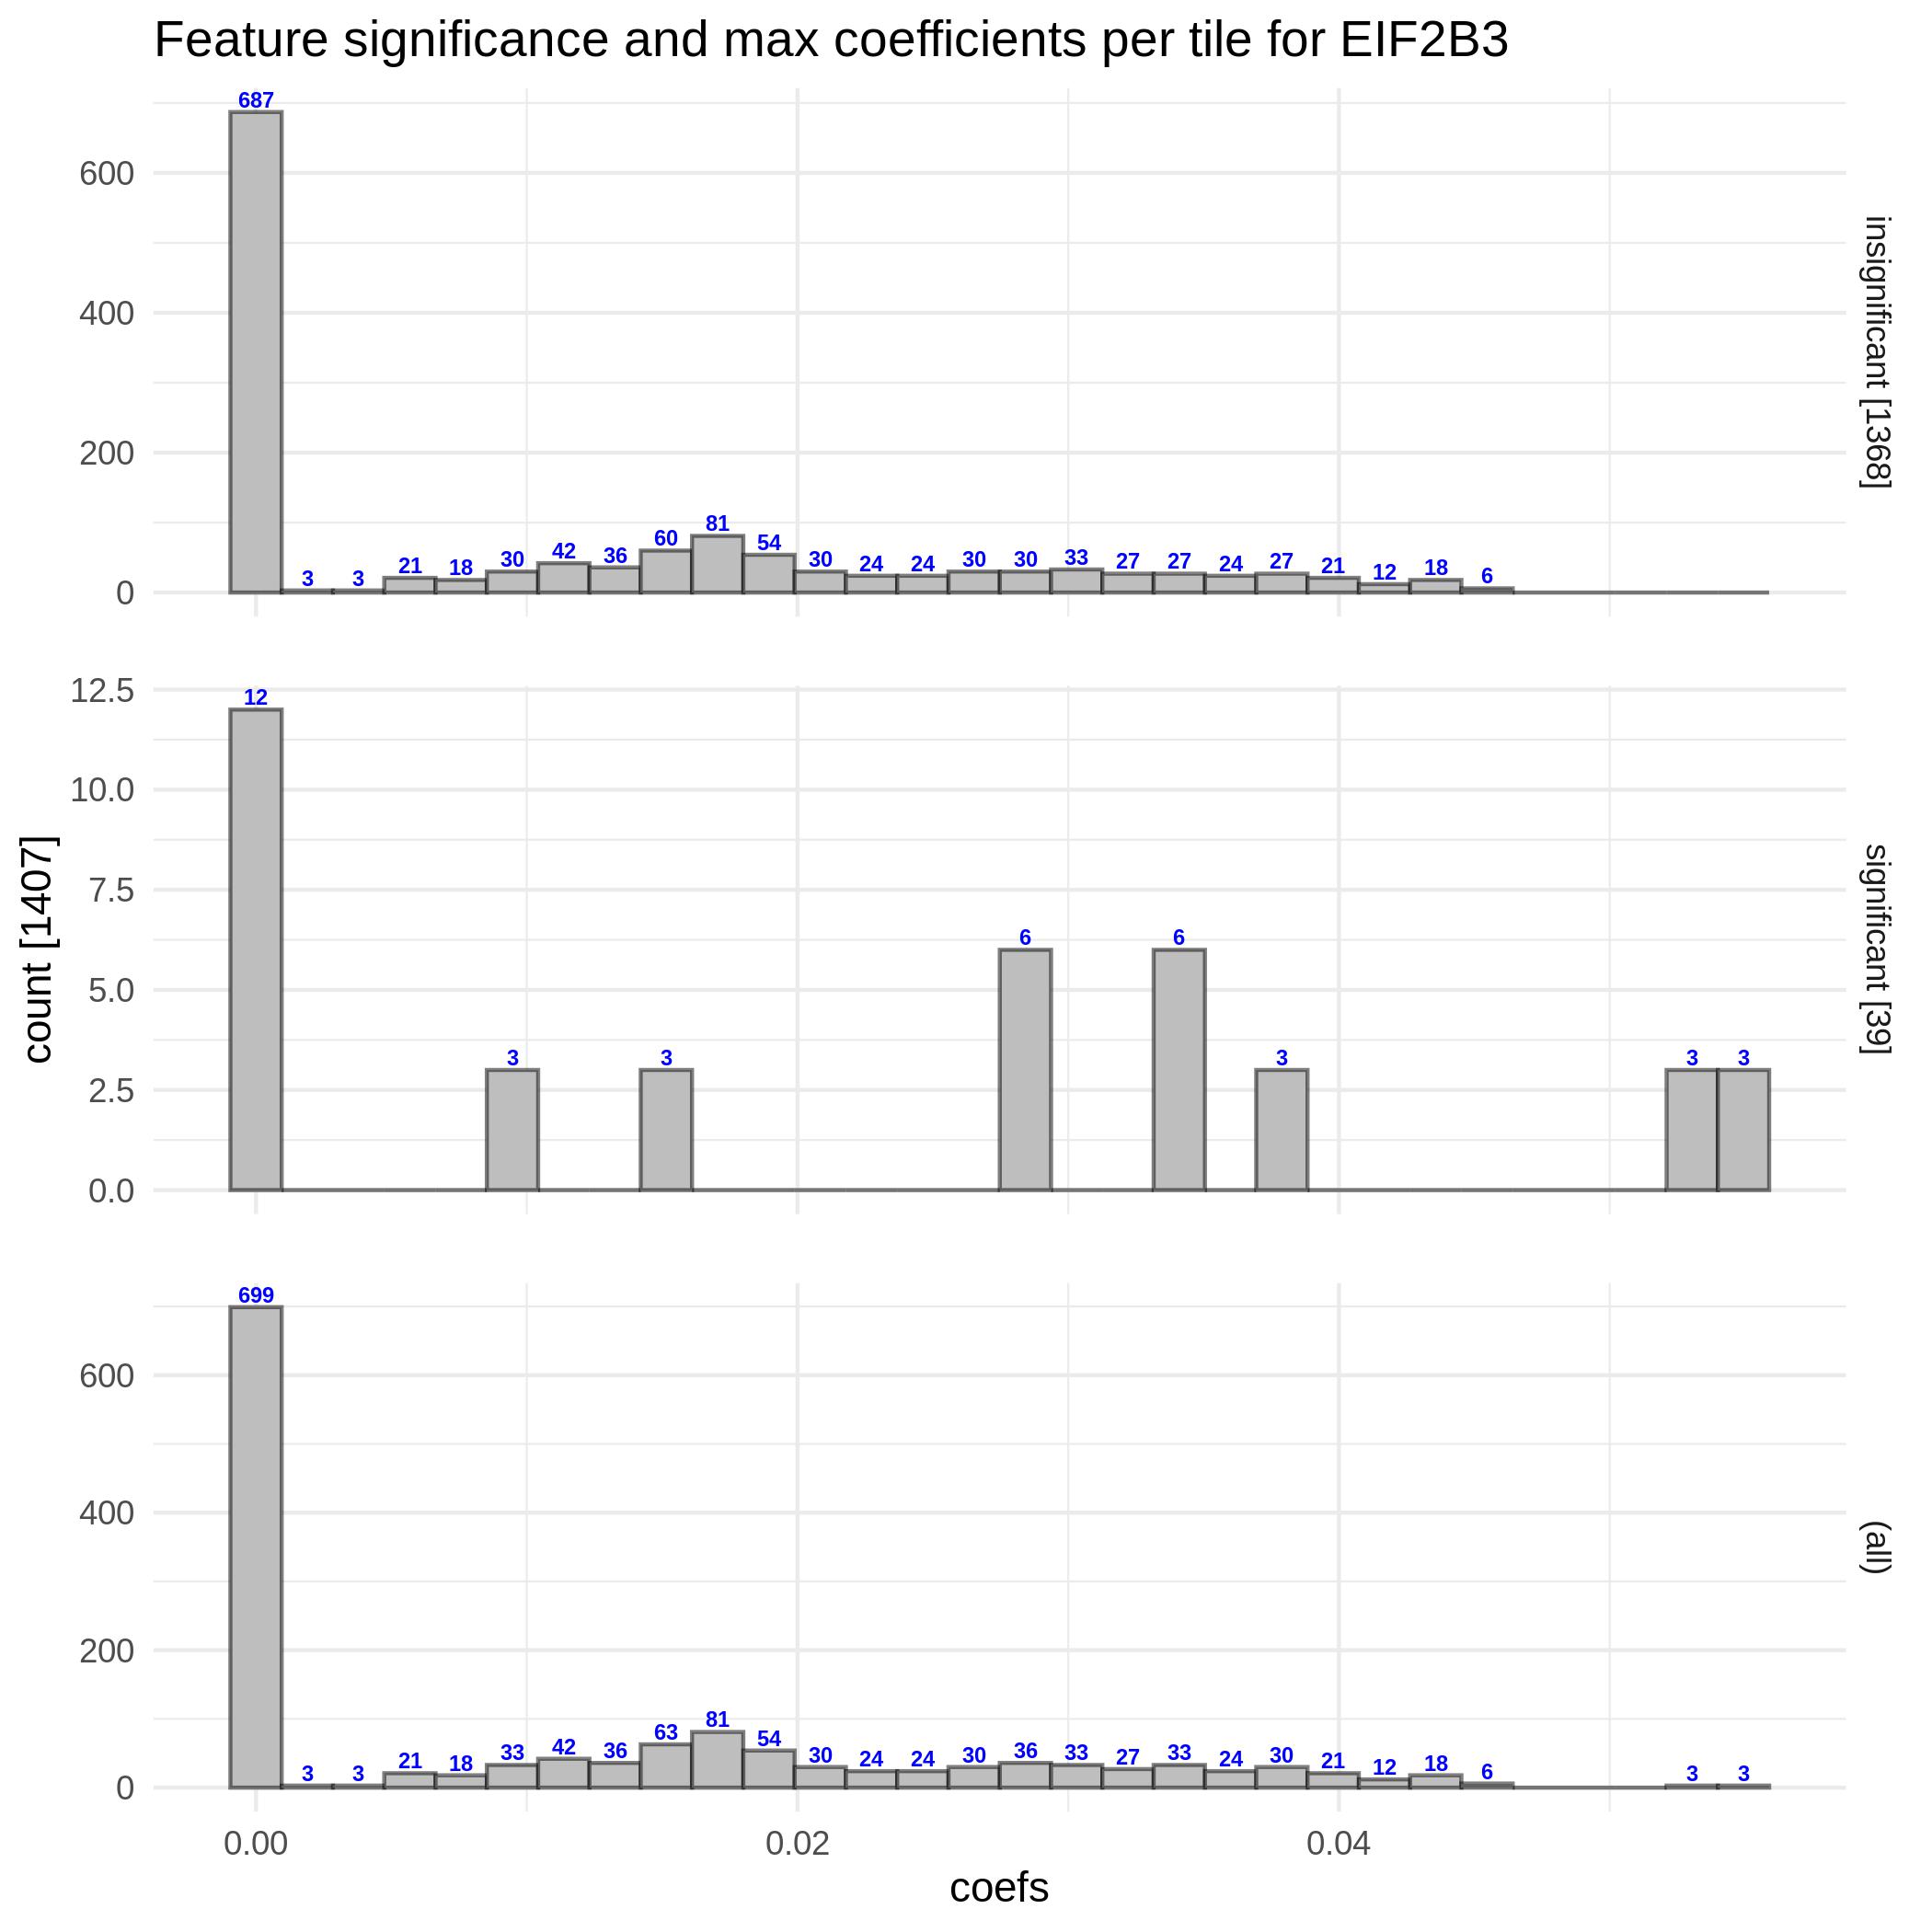 Feature significance and max coefficients per tile for EIF2B3
687
600
400
200
0
3 3 21 18 30 42 36 60 81 54 30 24 24 30 30 33 27 27 24 27 21 12 18 6
insignificant [1368]
count [1407]
12.5
10.0
7.5
5.0
2.5
0.0
12 3 3 6 6 3 3 3
significant [39]
699
600
400
200
0
3 3 21 18 33 42 36 63 81 54 30 24 24 30 36 33 27 33 24 30 21 12 18 6 3 3
(all)
0.00 0.02 0.04
coefs